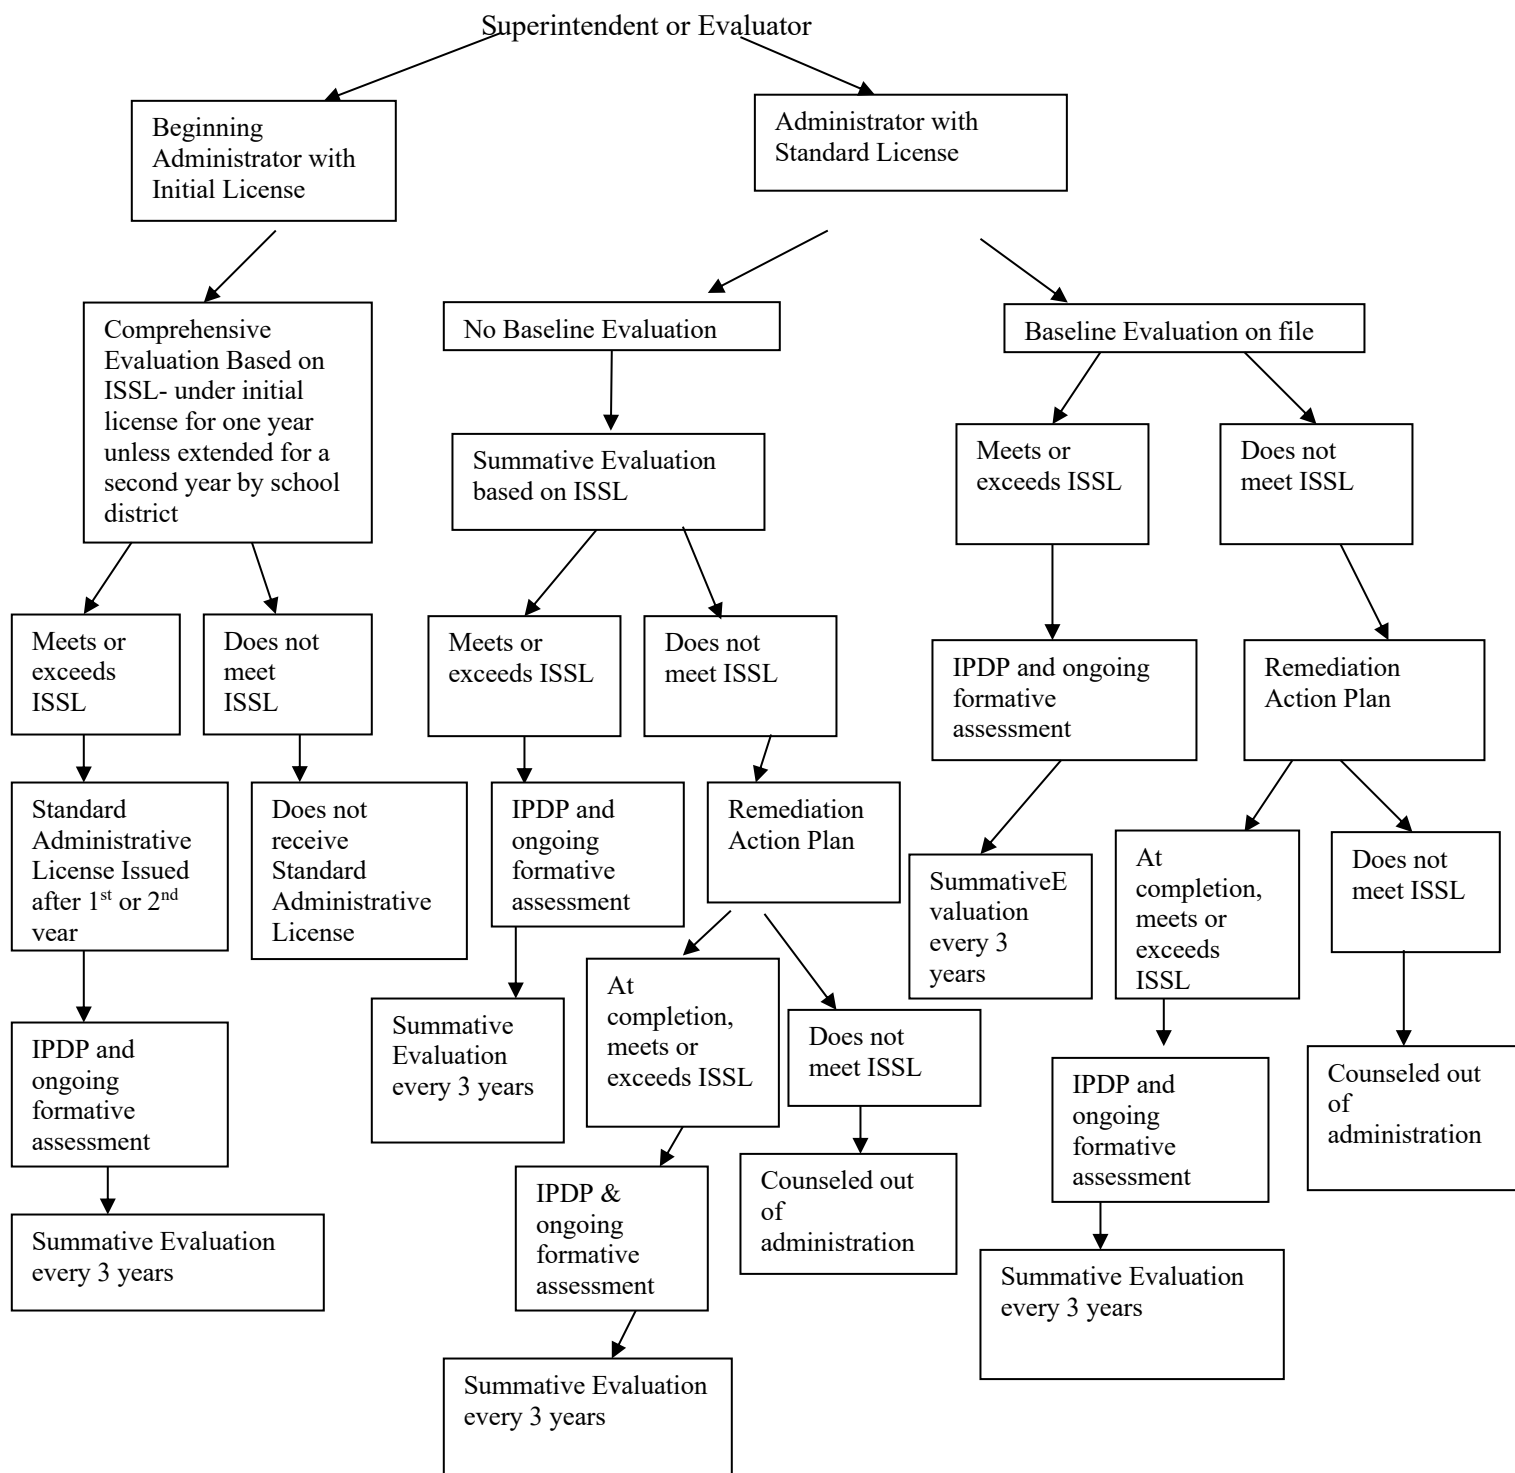 Superintendent or Evaluator
Beginning
Administrator with
Initial License
Administrator with
Standard License
Comprehensive
Evaluation Based on
ISSL- under initial
license for one year
unless extended for a
second year by school
district
No Baseline Evaluation
Baseline Evaluation on file
Summative Evaluation
based on ISSL
Meets or
exceeds ISSL
Does not
meet ISSL
Meets or
exceeds
ISSL
Does not
meet
ISSL
Meets or
exceeds ISSL
Does not
meet ISSL
IPDP and ongoing
formative
assessment
Remediation
Action Plan
Standard
Administrative
License Issued
after 1st or 2nd
year
Does not
receive
Standard
Administrative
License
IPDP and
ongoing
formative
assessment
Remediation
Action Plan
SummativeE
valuation
every 3
years
At
completion,
meets or
exceeds
ISSL
Does not
meet ISSL
Summative
Evaluation
every 3 years
At
completion,
meets or
exceeds ISSL
Does not
meet ISSL
IPDP and
ongoing
formative
assessment
IPDP and
ongoing
formative
assessment
Counseled out
of
administration
Summative Evaluation
every 3 years
IPDP &
ongoing
formative
assessment
Counseled out
of
administration
Summative Evaluation
every 3 years
Summative Evaluation
every 3 years